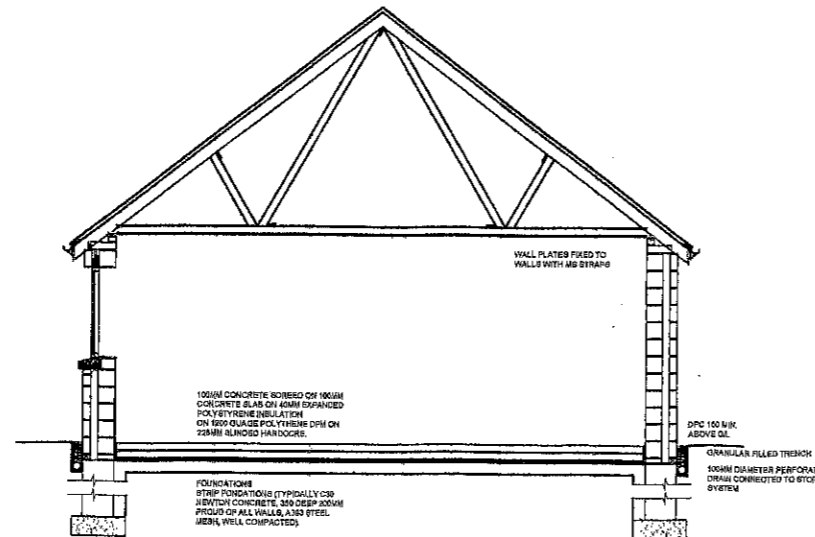 WALL PLATES FIXED TO
WALLS WITH MS STRAPS
100MM CONCRETE SCREED ON 100MM
CONCRETE SLAB ON 40MM EXPANDED
POLYSTYRENE INSULATION
ON 1200 GUAGE POLYTHENE DPM ON
225MM BLINDED HARDCORE.
DPC 150 MIN.
ABOVE G/L
GRANULAR FILLED TRENCH
100MM DIAMETER PERFORAT
DRAIN CONNECTED TO STOR
SYSTEM
FOUNDATIONS
STRIP FONDATIONS (TYPICALLY C30
NEWTON CONCRETE, 350 DEEP 200MM
PROUD OF ALL WALLS, A393 STEEL
MESH, WELL COMPACTED)